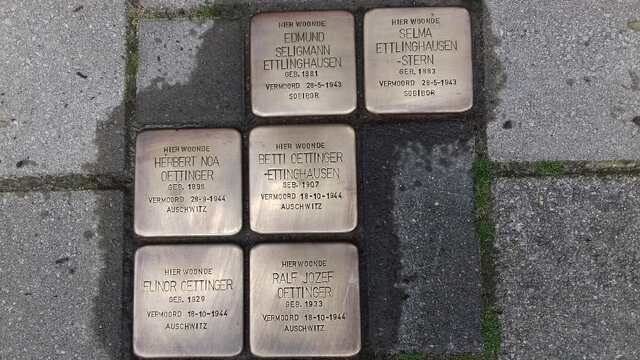 HIER WOONDE
EDMUND
SELIGMANN
ETTLINGHAUSEN
GEB. 1881
VERMOORD 28-5-1943
SOBIBOR
HIER WOONDE
SELMA
ETTLINGHAUSEN
-STERN
GEB. 1883
VERMOORD 28-5-1943
SOBIBOR
HIER WOONDE
HERBERT NOA
OETTINGER
GEB.
VERMOORD 28-9-1944
AUSCHWITZ
HIER WOONDE
BETTI OETTINGER
-ETTINGHAUSEN
GEB. 1907
VERMOORD 18-10-1944
AUSCHWITZ
HIER WOONDE
ELINOR OETTINGER
GEB. 1929
VERMOORD 18-10-1944
AUSCHWITZ
HIER WOONDE
RALF JOZEF
OETTINGER
GEB. 1933
VERMOORD 18-10-1944
AUSCHWITZ